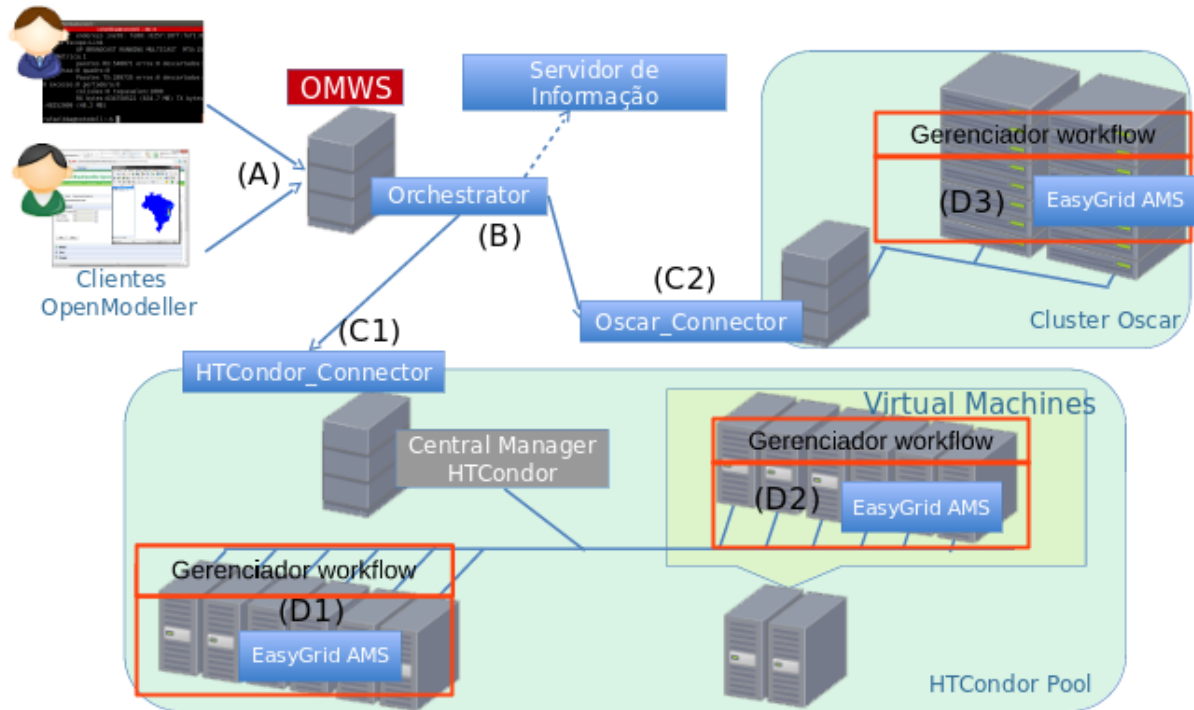 OMWS
Servidor de
Informação
(A)
Orchestrator
(B)
Clientes
OpenModeller
(C1)
(C2)
HTCondor_Connector
Oscar_Connector
Gerenciador workflow
(D3)
EasyGrid AMS
Cluster Oscar
Central Manager
HTCondor
Virtual Machines
Gerenciador workflow
(D2)
EasyGrid AMS
Gerenciador workflow
(D1)
EasyGrid AMS
HTCondor Pool